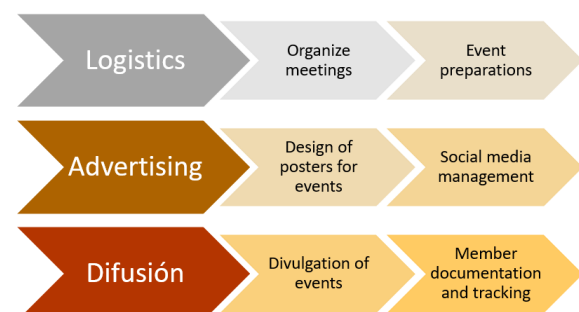 Logistics
Organize
meetings
Event
preparations
Advertising
Design of
posters for
events
Social media
management
Difusión
Divulgation of
events
Member
documentation
and tracking